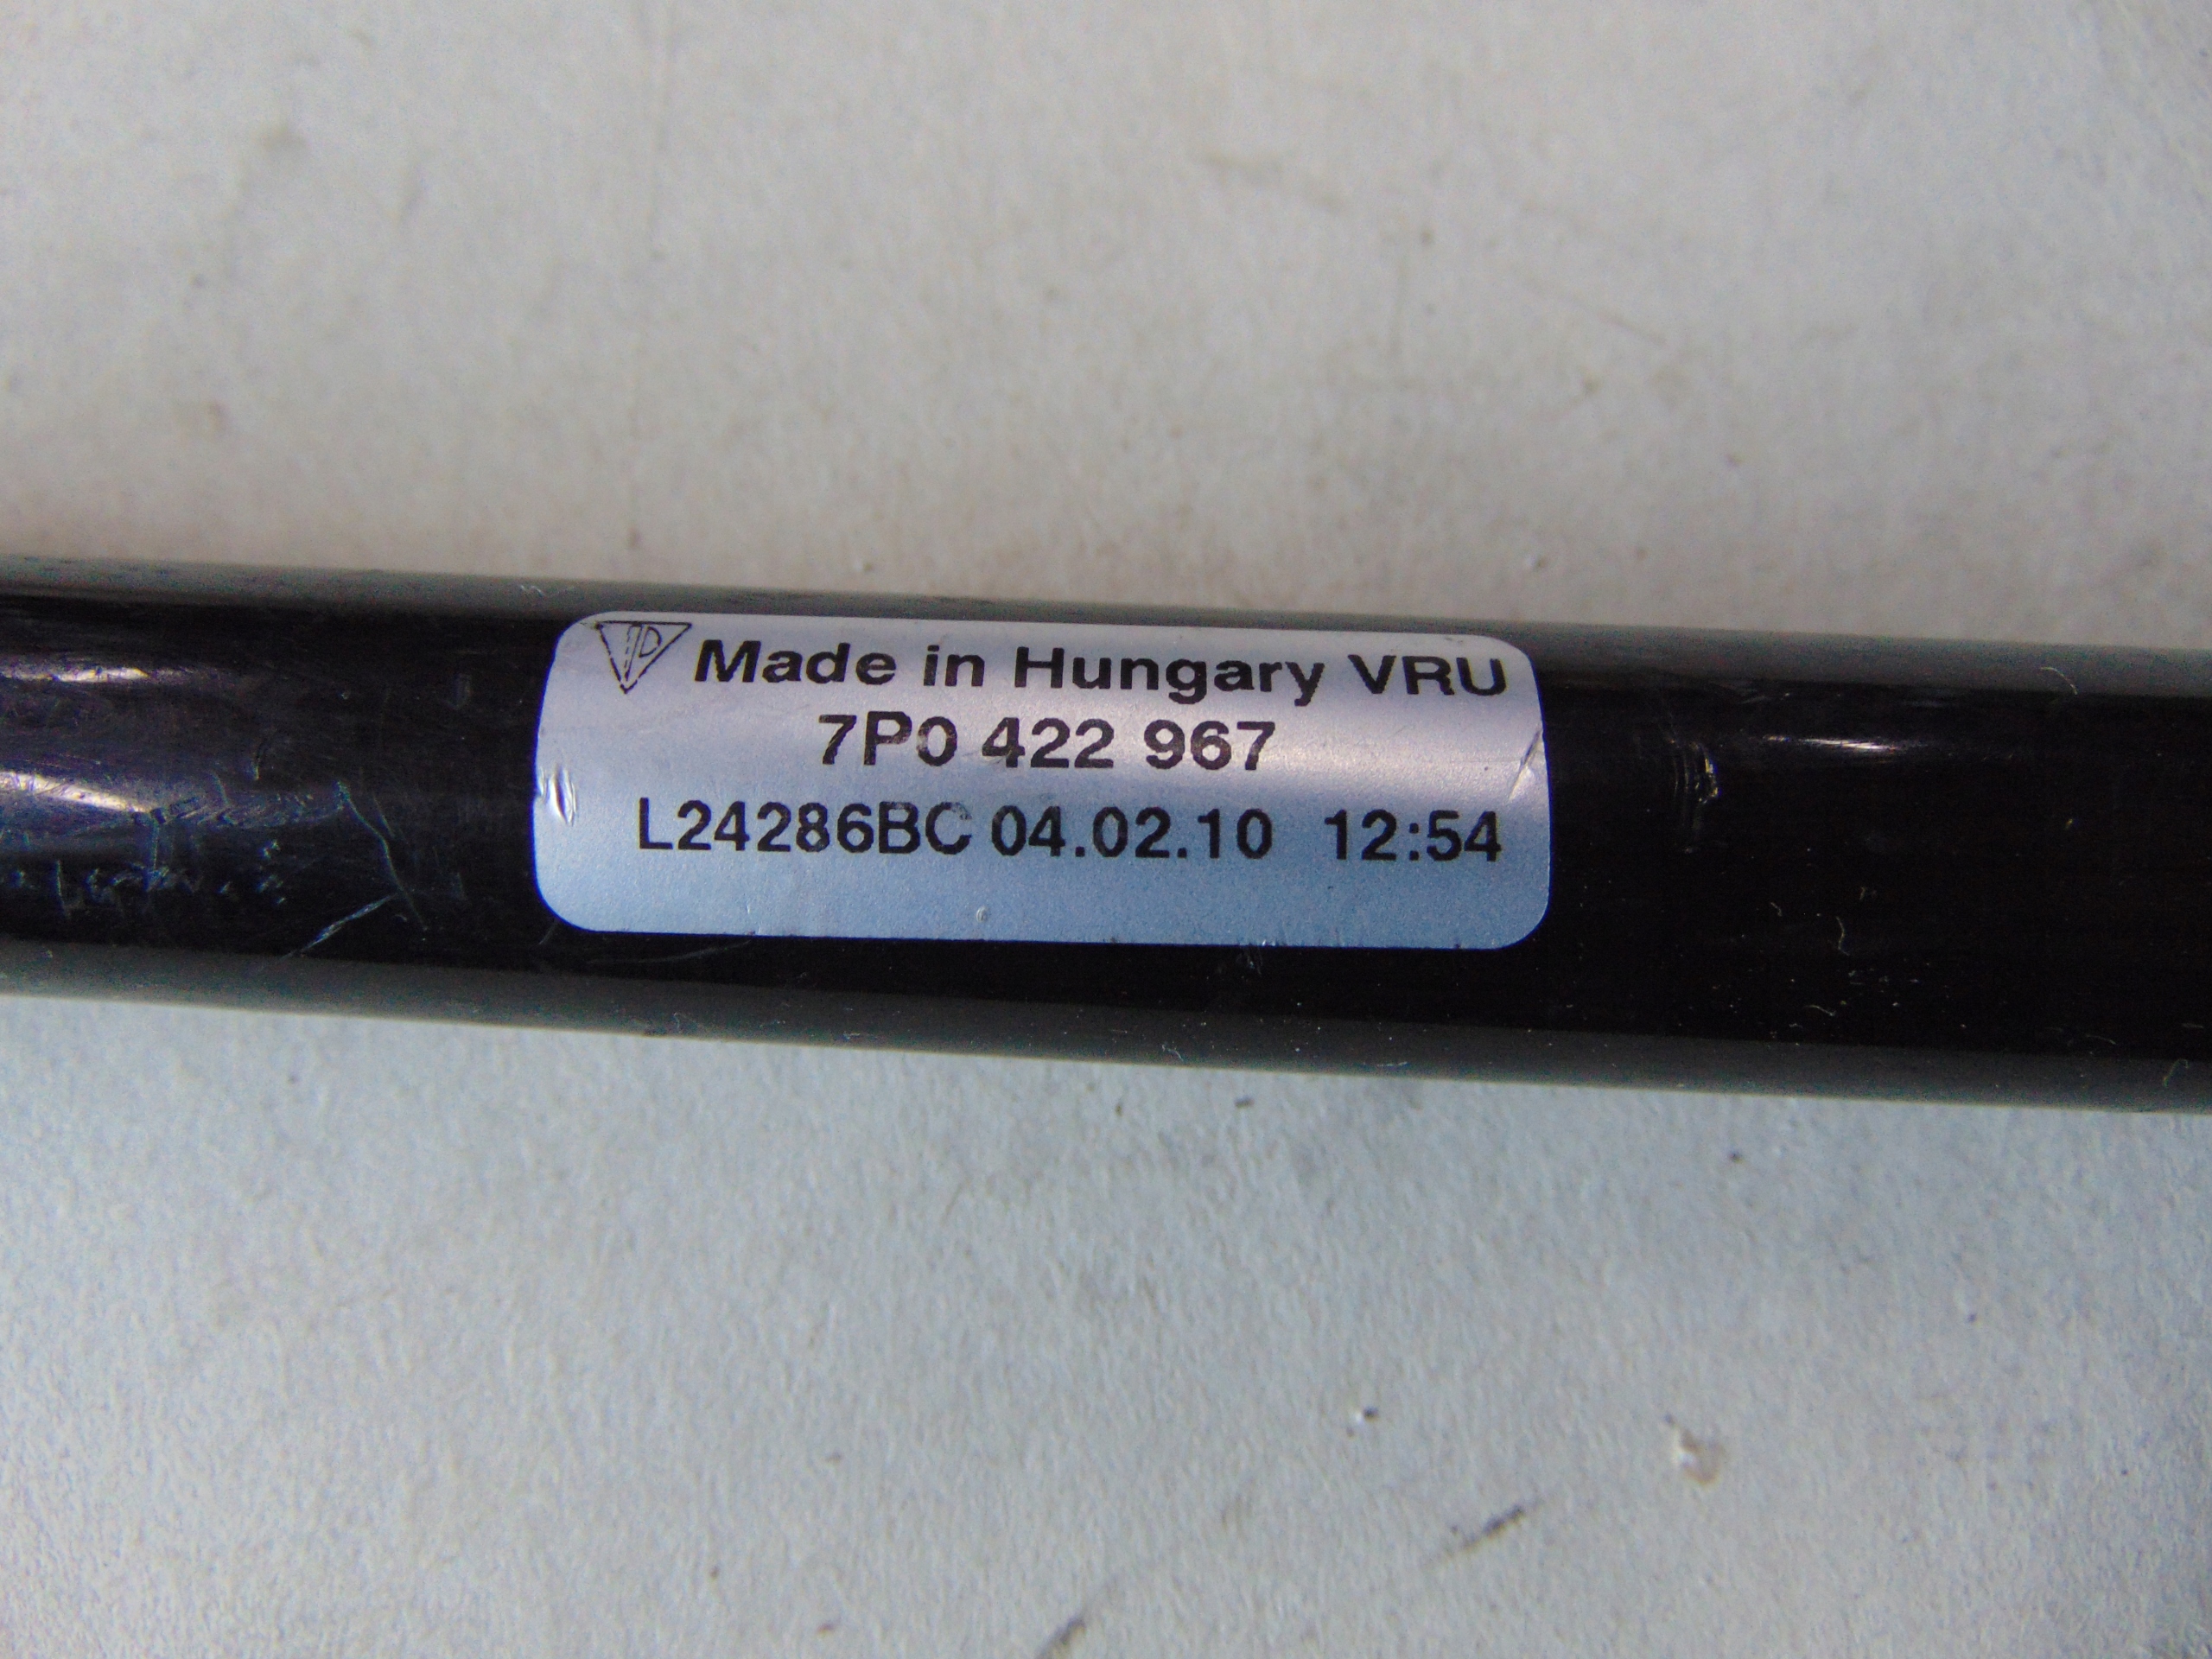 Made in Hungary VRU
7P0 422 967
L24286BC 04.02.10 12:54